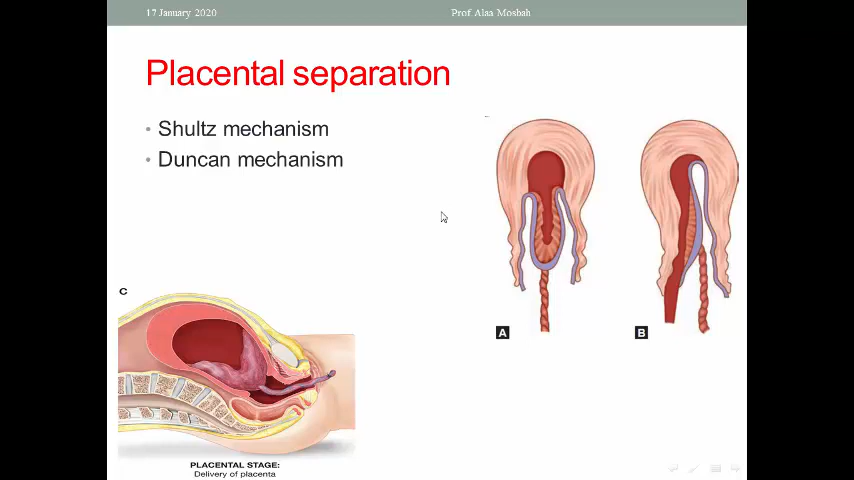 17 January 2020
Prof Alaa Mosbah
Placental separation
• Shultz mechanism
• Duncan mechanism
A
B
C
PLACENTAL STAGE:
Delivery of placenta